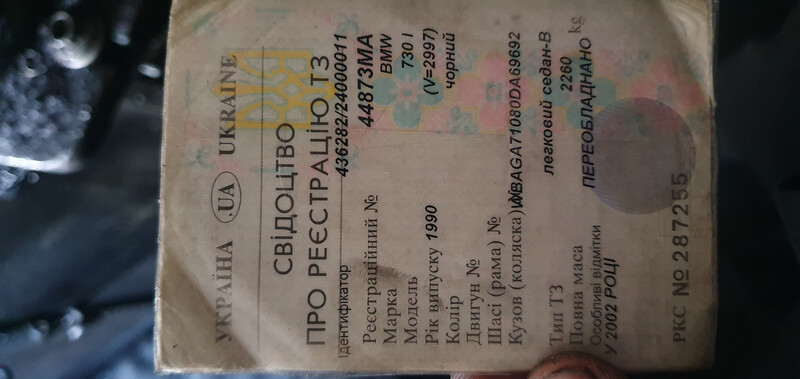 УКРАЇНА .UA UKRAINE
СВІДОЦТВО
ПРО РЕЄСТРАЦІЮ ТЗ
Ідентифікатор 436282/24000011
Реєстраційний № 44873МА
Марка BMW
Модель 730 I
Рік випуску 1990 (V=2997)
Колір чорний
Двигун №
Шасі (рама) №
Кузов (коляска) № WBAGA71080DA69692
Тип ТЗ легковий седан-B
Повна маса 2260 kg
Особливі відмітки ПЕРЕОБЛАДНАНО
У 2002 РОЦІ
РКС № 287255